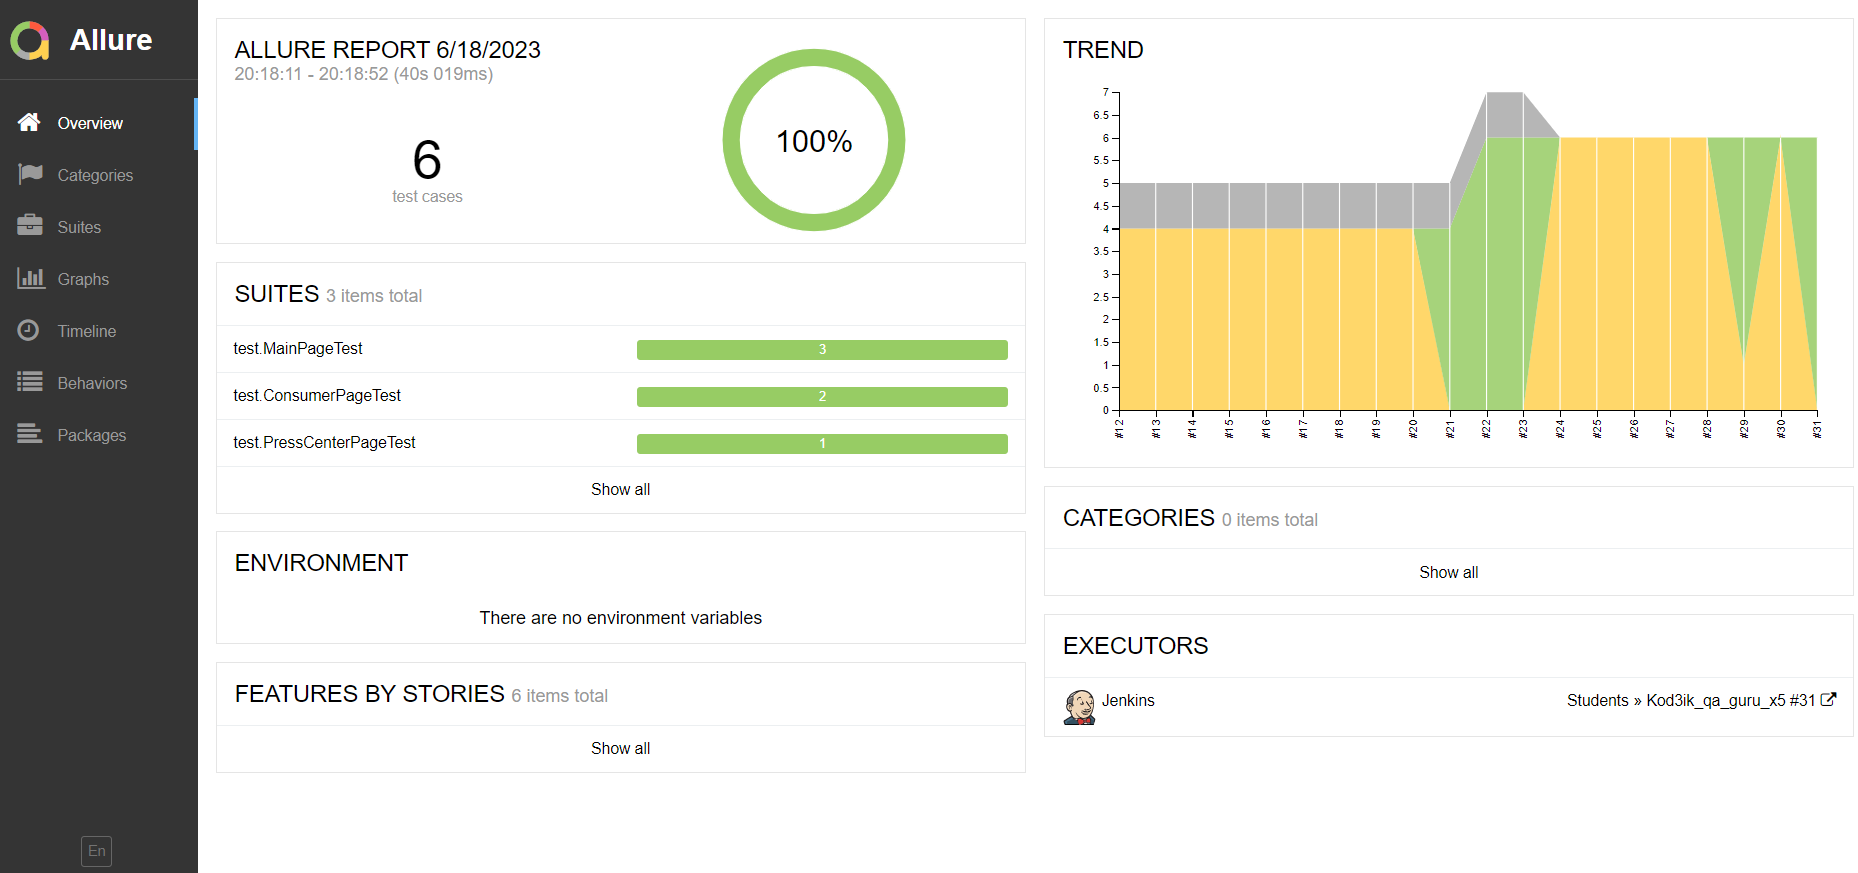 Allure
Overview
Categories
Suites
Graphs
Timeline
Behaviors
Packages
En
ALLURE REPORT 6/18/2023
20:18:11 - 20:18:52 (40s 019ms)
6
test cases
100%
SUITES 3 items total
test.MainPageTest 3
test.ConsumerPageTest 2
test.PressCenterPageTest 1
Show all
ENVIRONMENT
There are no environment variables
FEATURES BY STORIES 6 items total
Show all
TREND
7
6.5
6
5.5
5
4.5
4
3.5
3
2.5
2
1.5
1
0.5
0
#12
#13
#14
#15
#16
#17
#18
#19
#20
#21
#22
#23
#24
#25
#26
#27
#28
#29
#30
#31
CATEGORIES 0 items total
Show all
EXECUTORS
Jenkins Students » Kod3ik_qa_guru_x5 #31